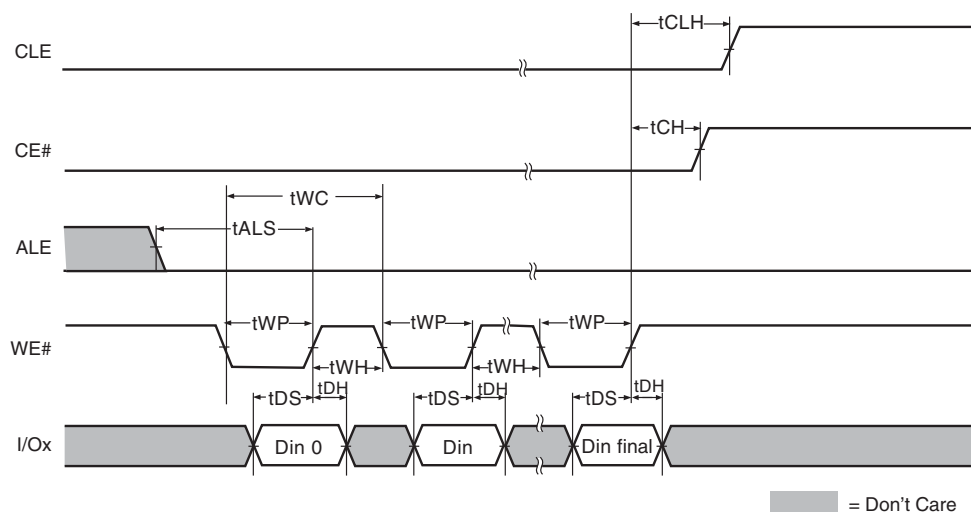 tCLH
CLE
tCH
CE#
tWC
tALS
ALE
tWP tWP tWP
WE#
tWH tWH
tDS tDH tDS tDH tDS tDH
I/Ox Din 0 Din Din final
= Don't Care